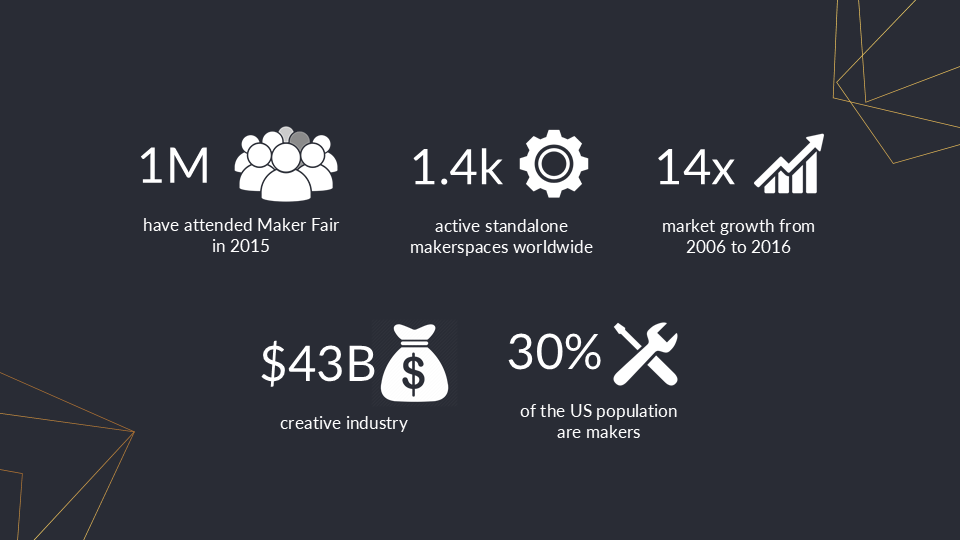 1M
have attended Maker Fair
in 2015
1.4k
active standalone
makerspaces worldwide
14x
market growth from
2006 to 2016
$43B
$
creative industry
30%
of the US population
are makers